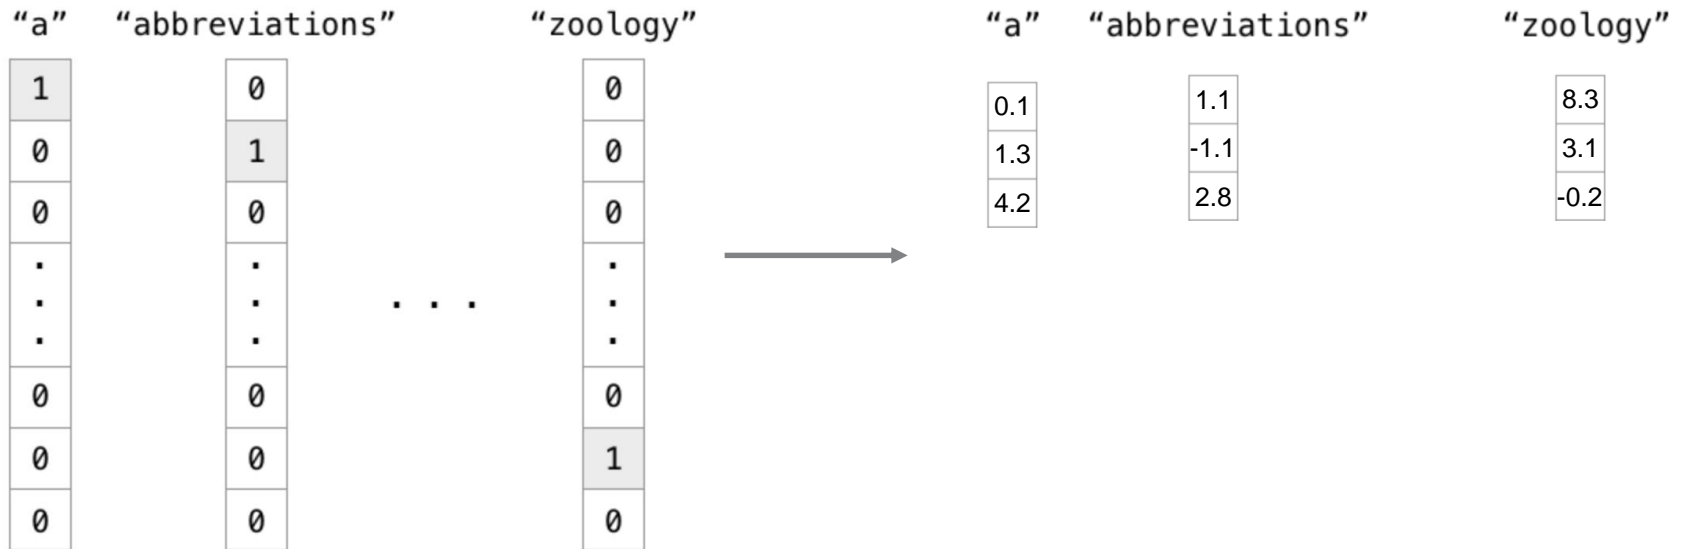 “a” “abbreviations” “zoology” “a” “abbreviations” “zoology”
1 0 0 0.1 1.1 8.3
0 1 0 1.3 -1.1 3.1
0 0 0 4.2 2.8 -0.2
. . .
. . . . . .
. . .
0 0 0
0 0 1
0 0 0